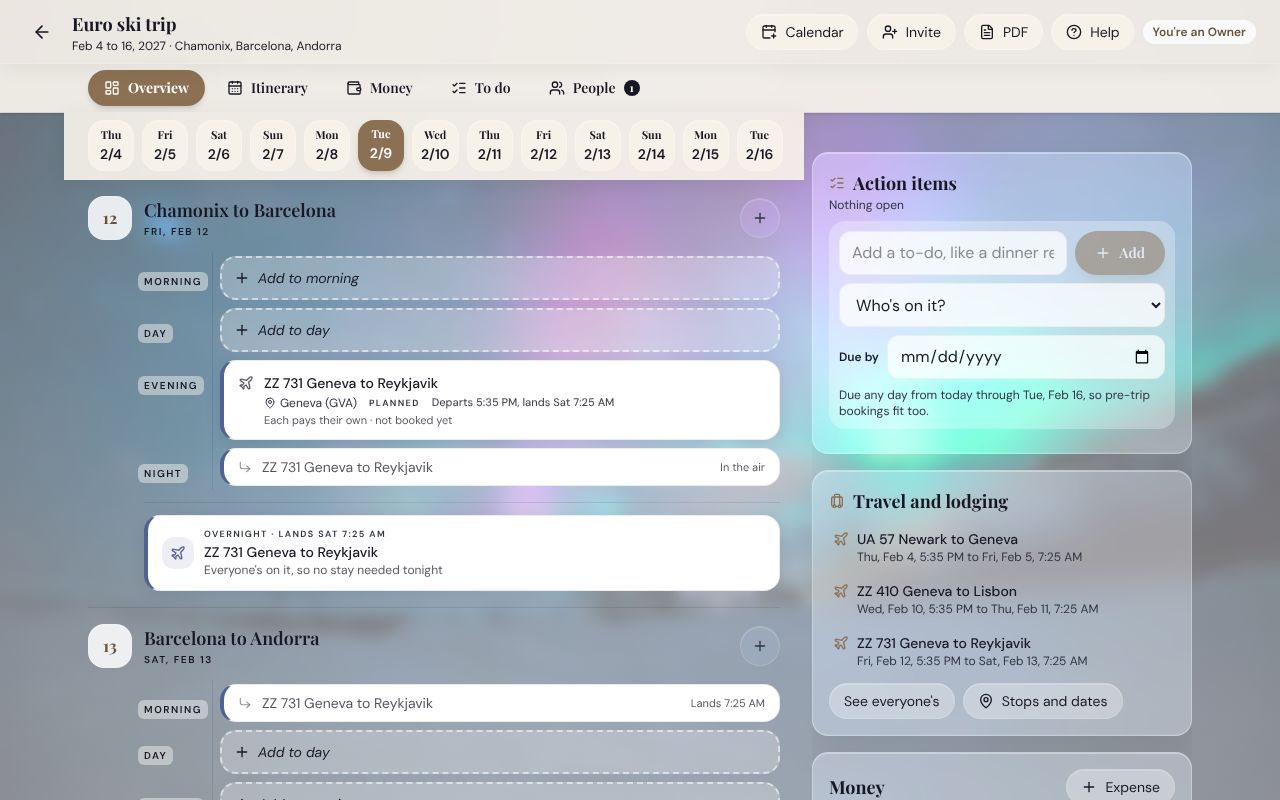 Euro ski trip
Feb 4 to 16, 2027 · Chamonix, Barcelona, Andorra
Calendar
Invite
PDF
Help
You're an Owner
Overview
Itinerary
Money
To do
People 1
Thu 2/4
Fri 2/5
Sat 2/6
Sun 2/7
Mon 2/8
Tue 2/9
Wed 2/10
Thu 2/11
Fri 2/12
Sat 2/13
Sun 2/14
Mon 2/15
Tue 2/16
12
Chamonix to Barcelona
FRI, FEB 12
MORNING
Add to morning
DAY
Add to day
EVENING
ZZ 731 Geneva to Reykjavik
Geneva (GVA) PLANNED Departs 5:35 PM, lands Sat 7:25 AM
Each pays their own · not booked yet
NIGHT
ZZ 731 Geneva to Reykjavik
In the air
OVERNIGHT · LANDS SAT 7:25 AM
ZZ 731 Geneva to Reykjavik
Everyone's on it, so no stay needed tonight
13
Barcelona to Andorra
SAT, FEB 13
MORNING
ZZ 731 Geneva to Reykjavik
Lands 7:25 AM
DAY
Add to day
Action items
Nothing open
Add a to-do, like a dinner re
Add
Who's on it?
Due by
mm/dd/yyyy
Due any day from today through Tue, Feb 16, so pre-trip
bookings fit too.
Travel and lodging
UA 57 Newark to Geneva
Thu, Feb 4, 5:35 PM to Fri, Feb 5, 7:25 AM
ZZ 410 Geneva to Lisbon
Wed, Feb 10, 5:35 PM to Thu, Feb 11, 7:25 AM
ZZ 731 Geneva to Reykjavik
Fri, Feb 12, 5:35 PM to Sat, Feb 13, 7:25 AM
See everyone's
Stops and dates
Money
Expense